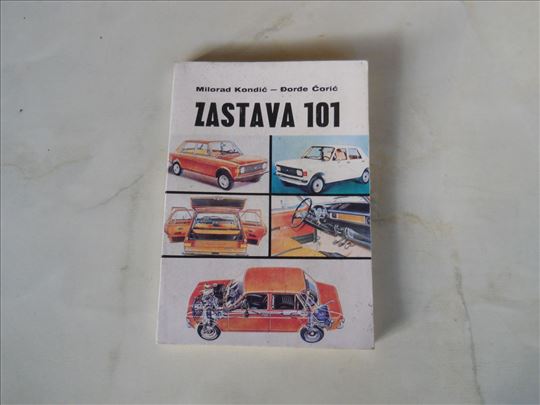 Milorad Kondić – Đorđe Ćorić
ZASTAVA 101